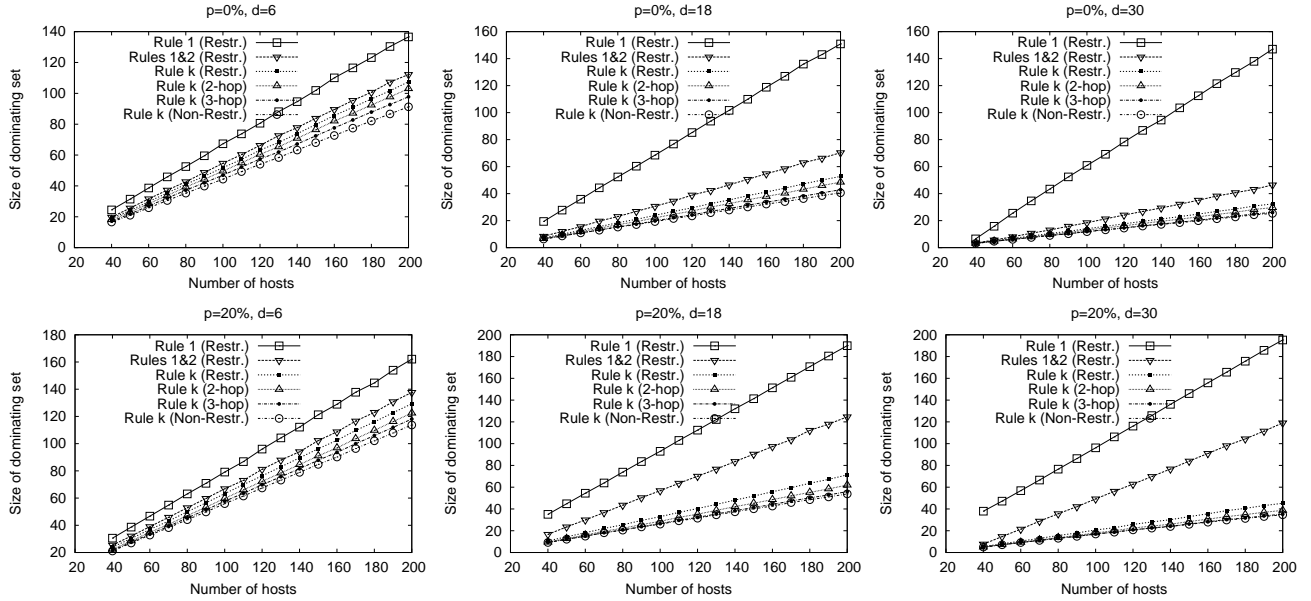 p=0%, d=6
Size of dominating set
140
120
100
80
60
40
20
0
Rule 1 (Restr.)
Rules 1&2 (Restr.)
Rule k (Restr.)
Rule k (2-hop)
Rule k (3-hop)
Rule k (Non-Restr.)
20 40 60 80 100 120 140 160 180 200
Number of hosts
p=0%, d=18
Size of dominating set
160
140
120
100
80
60
40
20
0
Rule 1 (Restr.)
Rules 1&2 (Restr.)
Rule k (Restr.)
Rule k (2-hop)
Rule k (3-hop)
Rule k (Non-Restr.)
20 40 60 80 100 120 140 160 180 200
Number of hosts
p=0%, d=30
Size of dominating set
160
140
120
100
80
60
40
20
0
Rule 1 (Restr.)
Rules 1&2 (Restr.)
Rule k (Restr.)
Rule k (2-hop)
Rule k (3-hop)
Rule k (Non-Restr.)
20 40 60 80 100 120 140 160 180 200
Number of hosts
p=20%, d=6
Size of dominating set
180
160
140
120
100
80
60
40
20
Rule 1 (Restr.)
Rules 1&2 (Restr.)
Rule k (Restr.)
Rule k (2-hop)
Rule k (3-hop)
Rule k (Non-Restr.)
20 40 60 80 100 120 140 160 180 200
Number of hosts
p=20%, d=18
Size of dominating set
200
180
160
140
120
100
80
60
40
20
0
Rule 1 (Restr.)
Rules 1&2 (Restr.)
Rule k (Restr.)
Rule k (2-hop)
Rule k (3-hop)
Rule k (Non-Restr.)
20 40 60 80 100 120 140 160 180 200
Number of hosts
p=20%, d=30
Size of dominating set
200
180
160
140
120
100
80
60
40
20
0
Rule 1 (Restr.)
Rules 1&2 (Restr.)
Rule k (Restr.)
Rule k (2-hop)
Rule k (3-hop)
Rule k (Non-Restr.)
20 40 60 80 100 120 140 160 180 200
Number of hosts